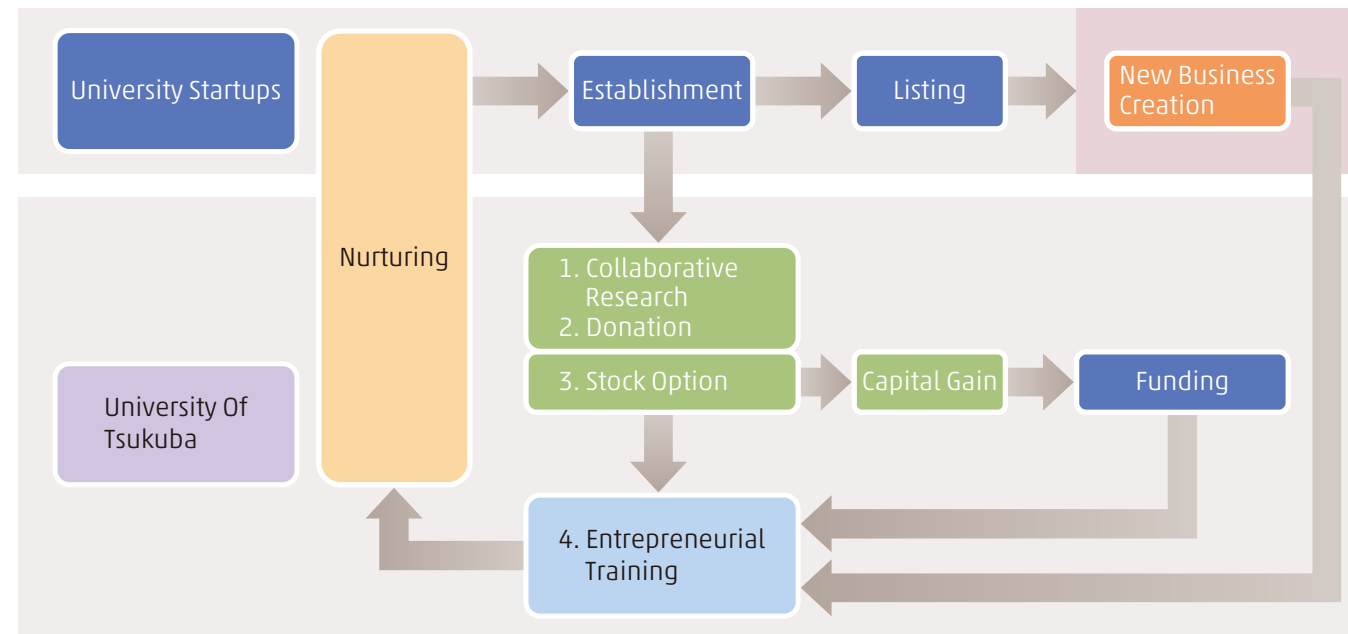 University Startups
Nurturing
Establishment
Listing
New Business
Creation
1. Collaborative
Research
2. Donation
3. Stock Option
Capital Gain
Funding
University Of
Tsukuba
4. Entrepreneurial
Training